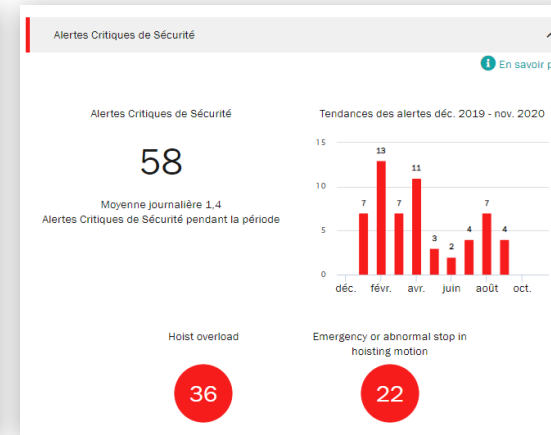 Alertes Critiques de Sécurité
En savoir
Alertes Critiques de Sécurité
58
Moyenne journalière 1,4
Alertes Critiques de Sécurité pendant la période
Tendances des alertes déc. 2019 - nov. 2020
15
10
5
0
7
13
7
11
3
2
4
7
4
déc.
févr.
avr.
juin
août
oct.
Hoist overload
36
Emergency or abnormal stop in
hoisting motion
22